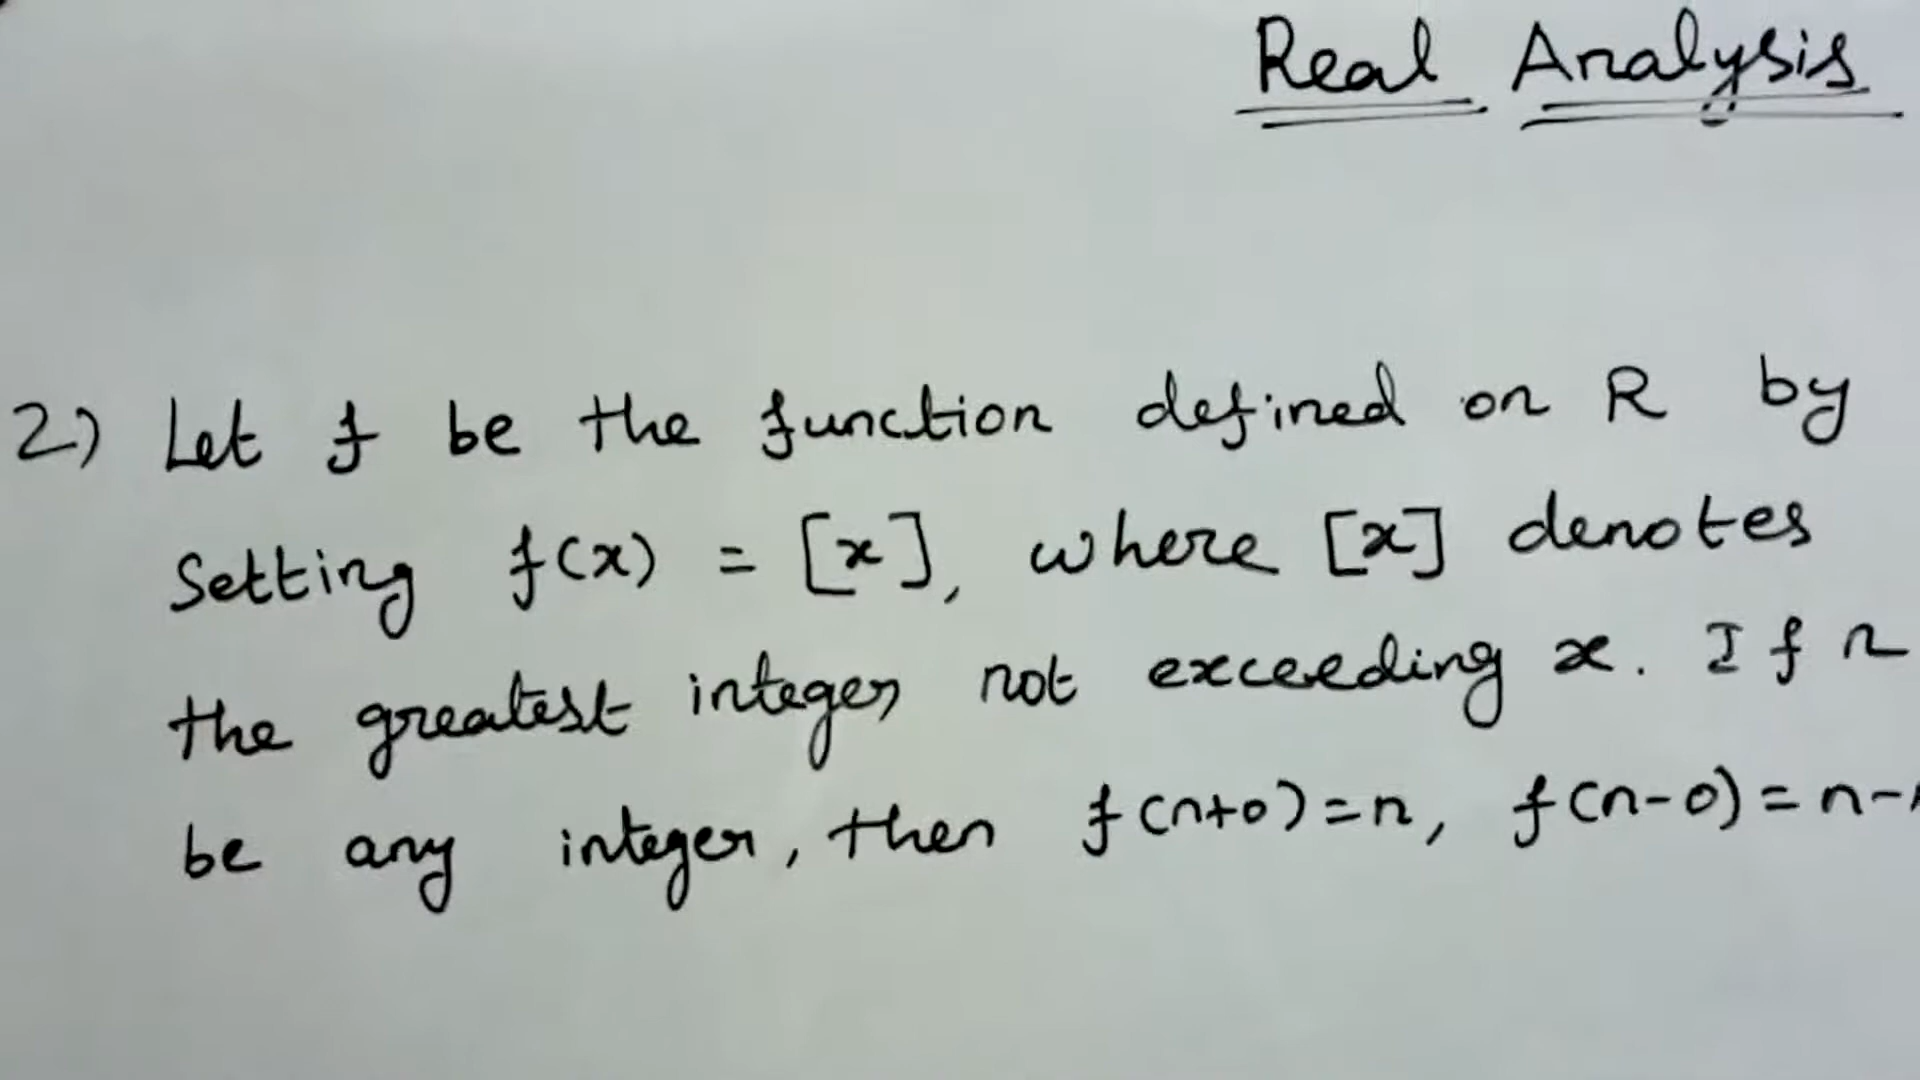 Real Analysis
2) Let f be the function defined on R by
Setting f(x) = [x], where [x] denotes
the greatest integer not exceeding x. If n
be any integer, then f(n+0)=n, f(n-0)=n-